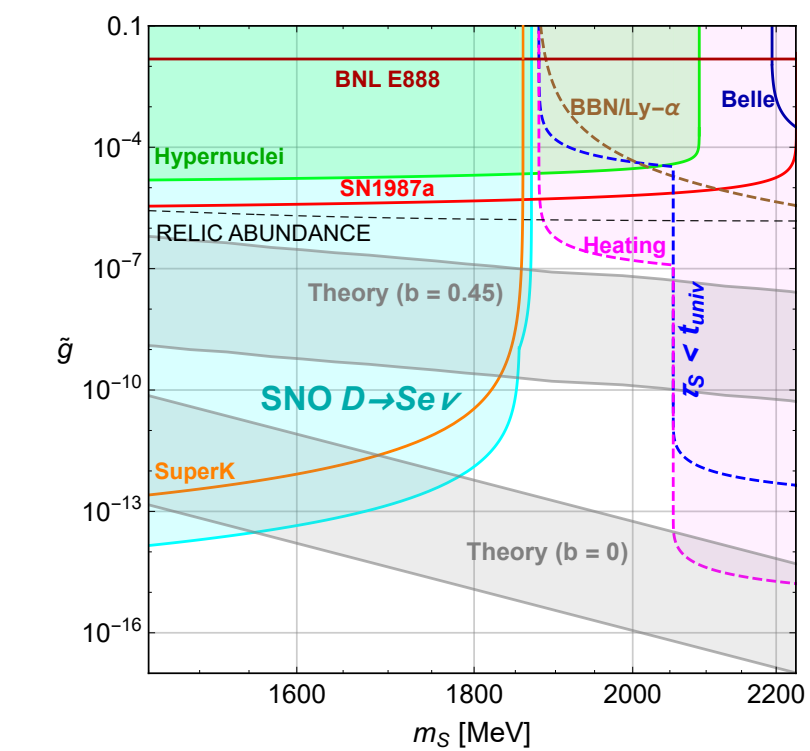 0.1
BNL E888
Belle
BBN/Ly−α
10⁻⁴
Hypernuclei
SN1987a
RELIC ABUNDANCE
Heating
10⁻⁷
Theory (b = 0.45)
τ_S < t_univ
g̃
10⁻¹⁰
SNO D→Seν
SuperK
10⁻¹³
Theory (b = 0)
10⁻¹⁶
1600 1800 2000 2200
m_S [MeV]